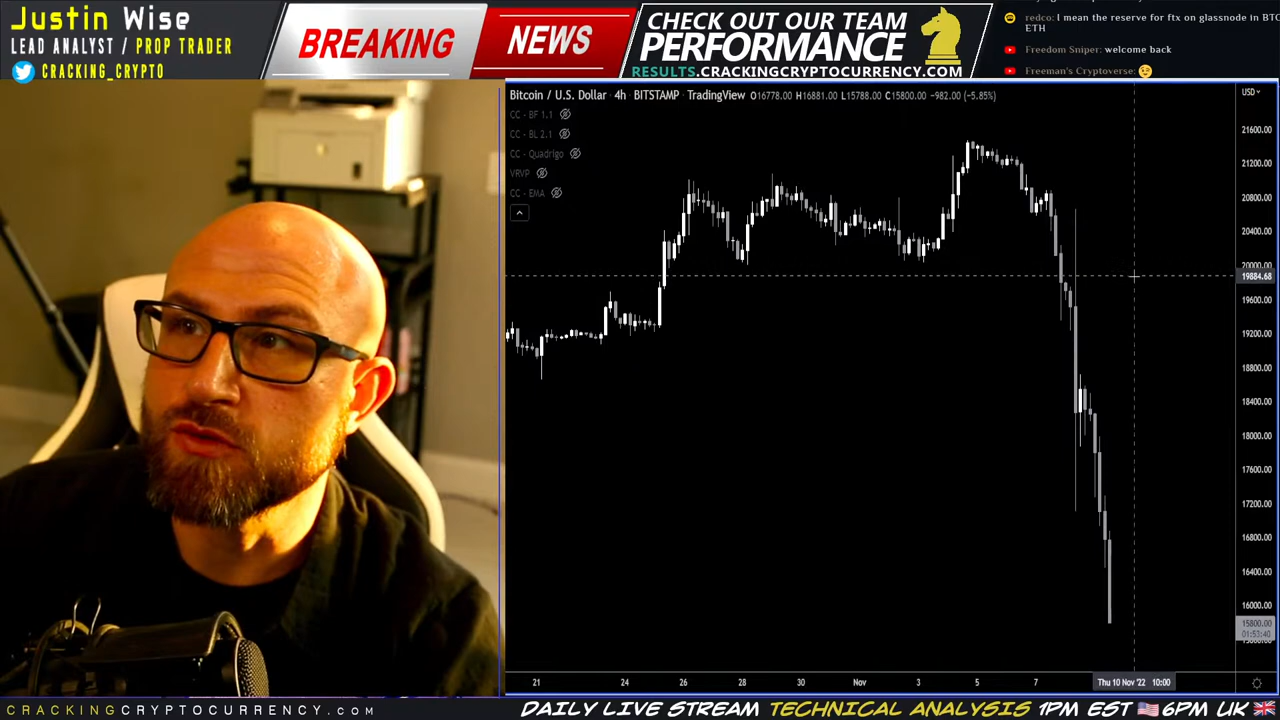 Justin Wise
LEAD ANALYST / PROP TRADER
CRACKING_CRYPTO
BREAKING
NEWS
CHECK OUT OUR TEAM
PERFORMANCE
RESULTS.CRACKINGCRYPTOCURRENCY.COM
redco: I mean the reserve for ftx on glassnode in BTC
ETH
Freedom Sniper: welcome back
Freeman's Cryptoverse:
Bitcoin / U.S. Dollar · 4h · BITSTAMP · TradingView O16778.00 H16881.00 L15788.00 C15800.00 −982.00 (−5.85%)
USD
CC - BF 1.1
CC - BL 2.1
CC - Quadrigo
VRVP
CC - EMA
21600.00
21200.00
20800.00
20400.00
20000.00
19884.68
19600.00
19200.00
18800.00
18400.00
18000.00
17600.00
17200.00
16800.00
16400.00
16000.00
15800.00
01:53:40
21
24
26
28
30
Nov
3
5
7
Thu 10 Nov '22 10:00
CRACKINGCRYPTOCURRENCY.com
DAILY LIVE STREAM TECHNICAL ANALYSIS 1PM EST 6PM UK